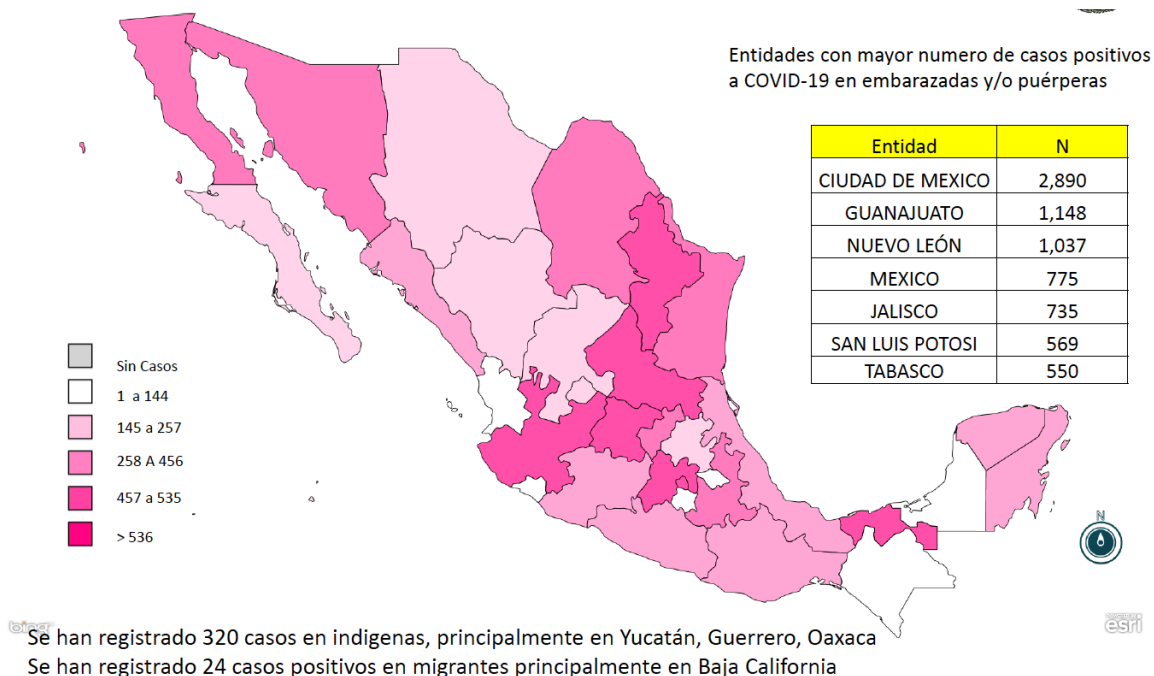 Entidades con mayor numero de casos positivos
a COVID-19 en embarazadas y/o puérperas
Entidad N
CIUDAD DE MEXICO 2,890
GUANAJUATO 1,148
NUEVO LEÓN 1,037
MEXICO 775
JALISCO 735
SAN LUIS POTOSI 569
TABASCO 550
Sin Casos
1 a 144
145 a 257
258 A 456
457 a 535
> 536
N
bing
esri
Se han registrado 320 casos en indigenas, principalmente en Yucatán, Guerrero, Oaxaca
Se han registrado 24 casos positivos en migrantes principalmente en Baja California